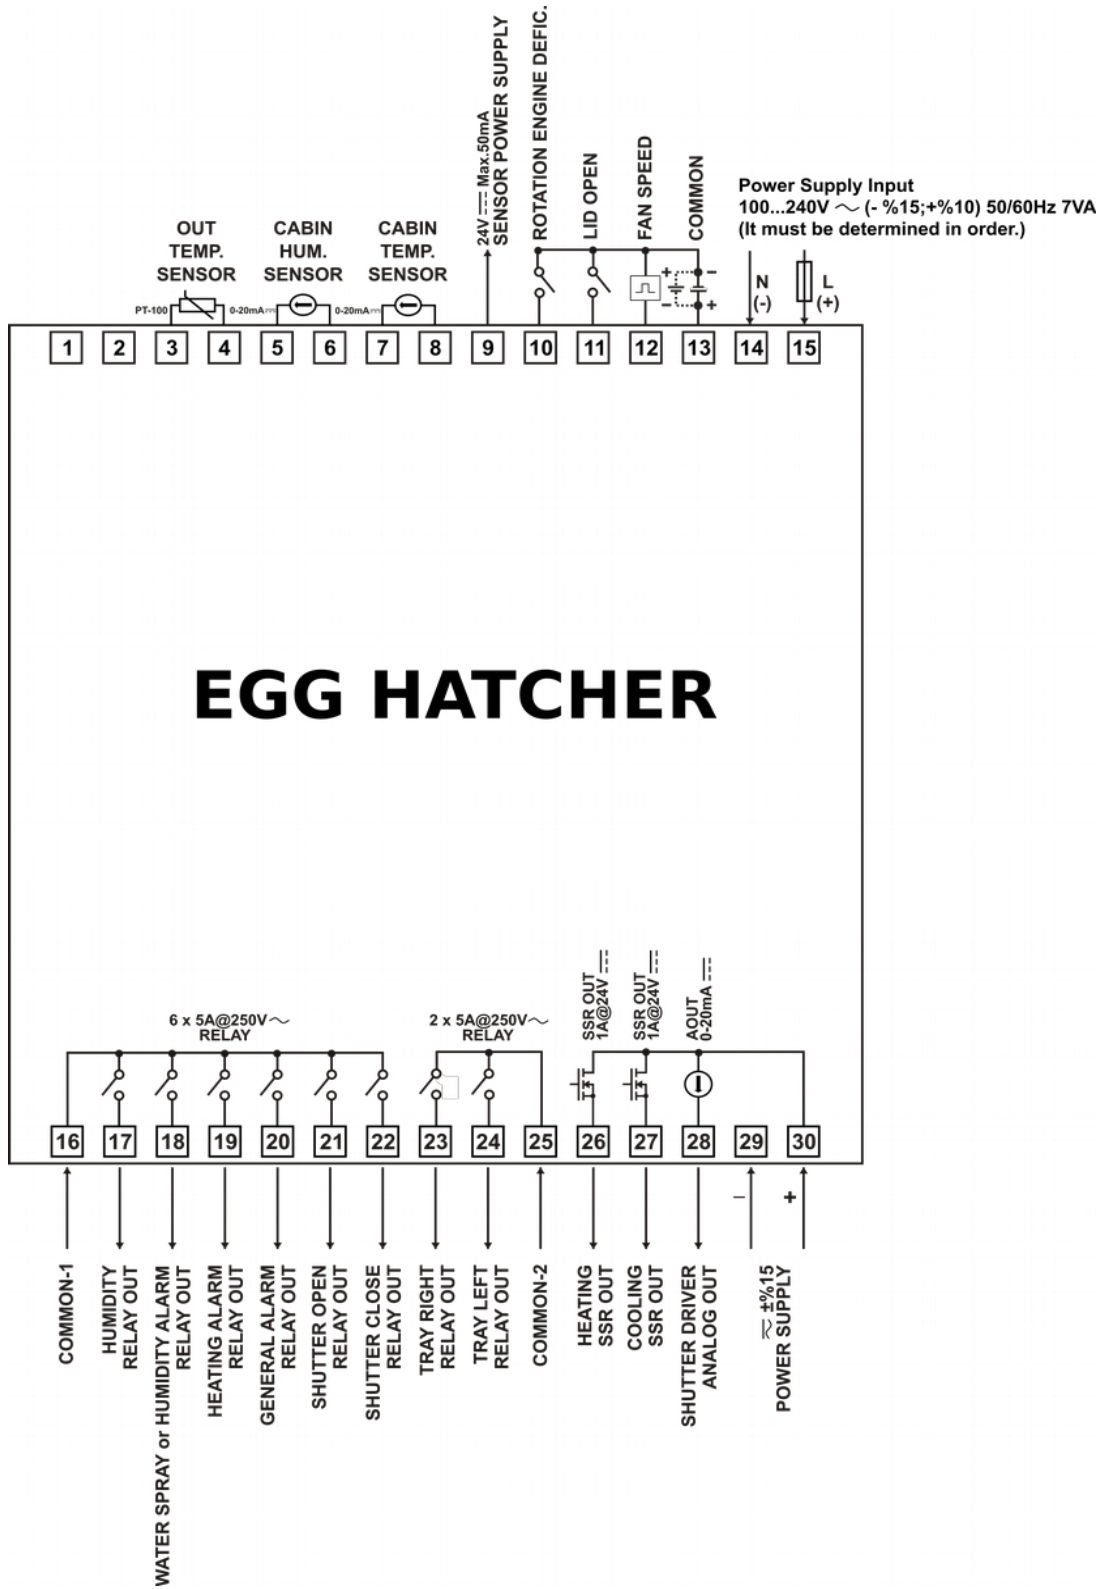 24V ⎓ Max.50mA
SENSOR POWER SUPPLY
ROTATION ENGINE DEFIC.
LID OPEN
FAN SPEED
COMMON
Power Supply Input
100...240V ~ (- %15;+%10) 50/60Hz 7VA
(It must be determined in order.)
OUT
TEMP.
SENSOR
CABIN
HUM.
SENSOR
CABIN
TEMP.
SENSOR
PT-100
0-20mA⎓
0-20mA⎓
+ −
− +
N
(-)
L
(+)
1 2 3 4 5 6 7 8 9 10 11 12 13 14 15
EGG HATCHER
6 x 5A@250V~
RELAY
2 x 5A@250V~
RELAY
SSR OUT
1A@24V ⎓
SSR OUT
1A@24V ⎓
AOUT
0-20mA ⎓
16 17 18 19 20 21 22 23 24 25 26 27 28 29 30
− +
COMMON-1
HUMIDITY
RELAY OUT
WATER SPRAY or HUMIDITY ALARM
RELAY OUT
HEATING ALARM
RELAY OUT
GENERAL ALARM
RELAY OUT
SHUTTER OPEN
RELAY OUT
SHUTTER CLOSE
RELAY OUT
TRAY RIGHT
RELAY OUT
TRAY LEFT
RELAY OUT
COMMON-2
HEATING
SSR OUT
COOLING
SSR OUT
SHUTTER DRIVER
ANALOG OUT
±%15
POWER SUPPLY